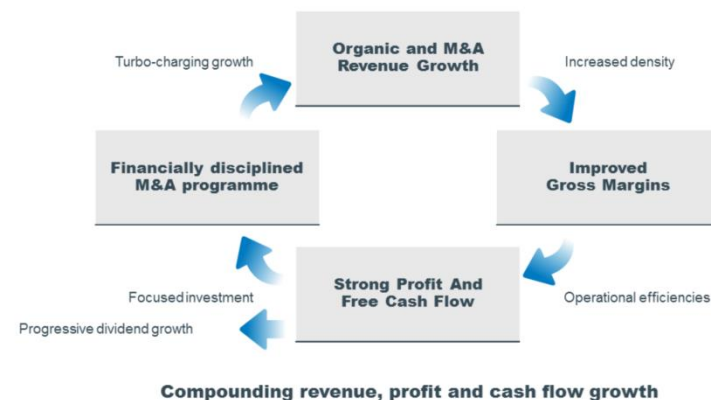 Organic and M&A
Revenue Growth
Turbo-charging growth
Increased density
Financially disciplined
M&A programme
Improved
Gross Margins
Strong Profit And
Free Cash Flow
Focused investment
Operational efficiencies
Progressive dividend growth
Compounding revenue, profit and cash flow growth